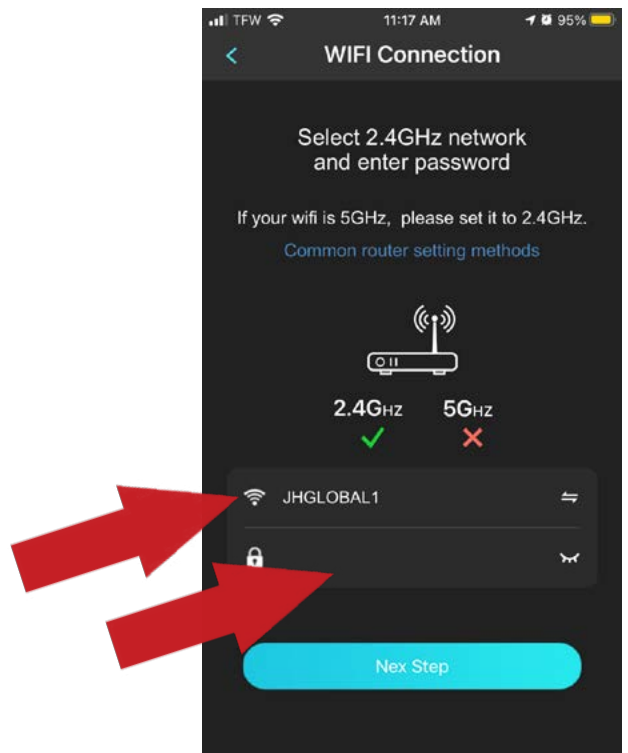 TFW 11:17 AM 95%
WIFI Connection
Select 2.4GHz network
and enter password
If your wifi is 5GHz, please set it to 2.4GHz.
Common router setting methods
2.4GHZ 5GHZ
JHGLOBAL1
Nex Step